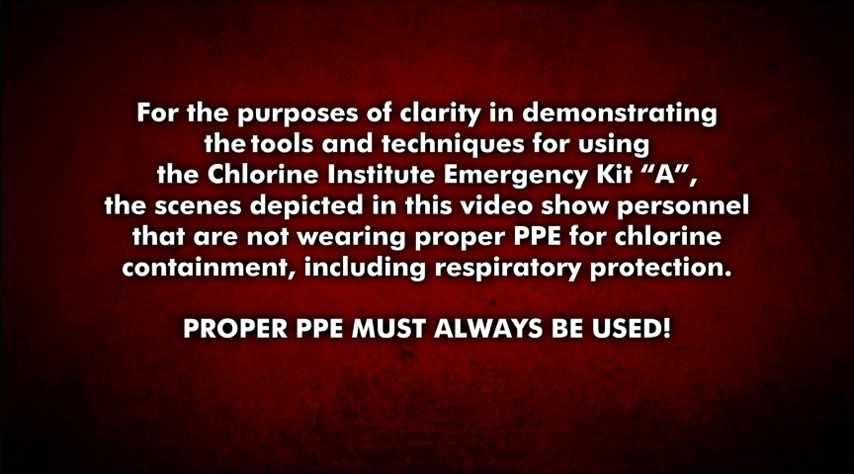 For the purposes of clarity in demonstrating
the tools and techniques for using
the Chlorine Institute Emergency Kit “A”,
the scenes depicted in this video show personnel
that are not wearing proper PPE for chlorine
containment, including respiratory protection.
PROPER PPE MUST ALWAYS BE USED!